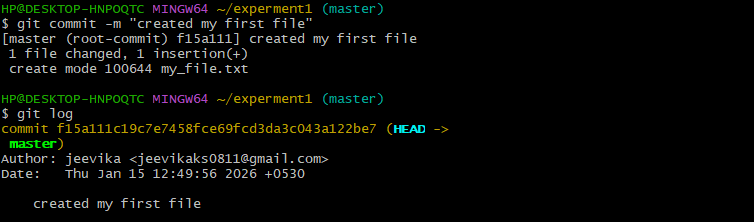 HP@DESKTOP-HNPOQTC MINGW64 ~/experment1 (master)
$ git commit -m "created my first file"
[master (root-commit) f15a111] created my first file
 1 file changed, 1 insertion(+)
 create mode 100644 my_file.txt

HP@DESKTOP-HNPOQTC MINGW64 ~/experment1 (master)
$ git log
commit f15a111c19c7e7458fce69fcd3da3c043a122be7 (HEAD ->
 master)
Author: jeevika <jeevikaks0811@gmail.com>
Date:   Thu Jan 15 12:49:56 2026 +0530

    created my first file